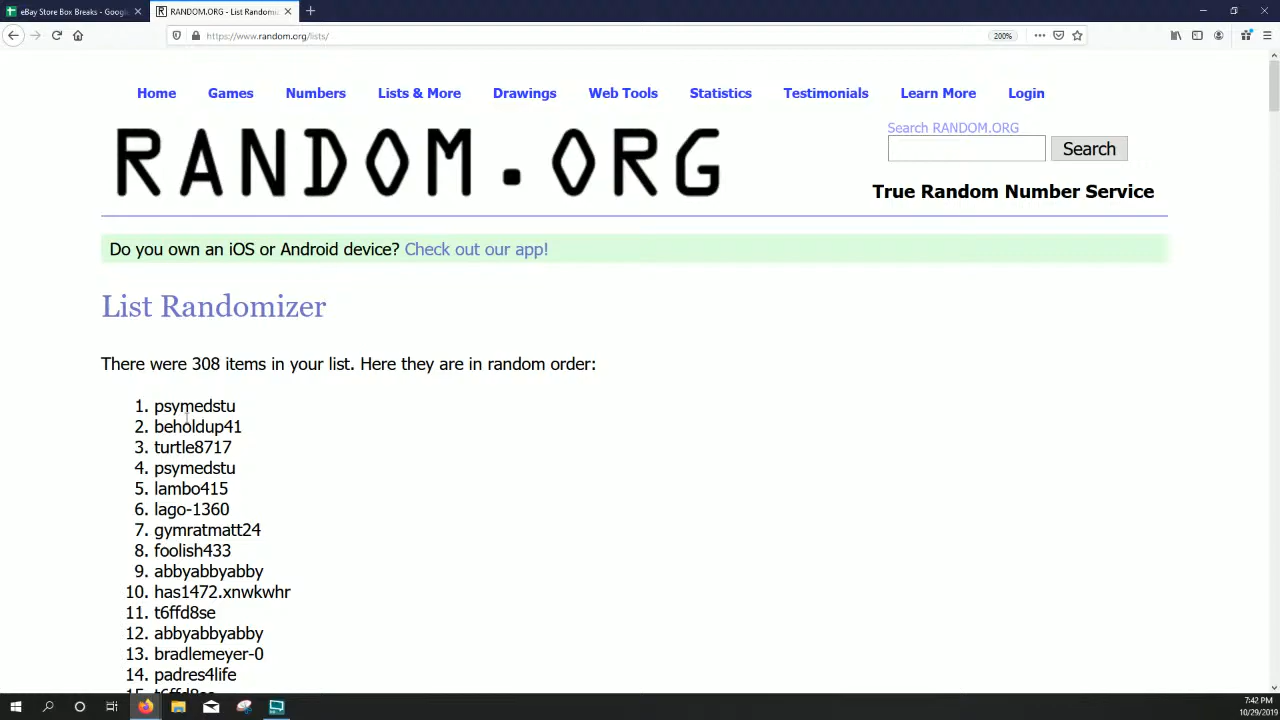 eBay Store Box Breaks - Google
RANDOM.ORG - List Randomiz
https://www.random.org/lists/
200%
Home Games Numbers Lists & More Drawings Web Tools Statistics Testimonials Learn More Login
RANDOM.ORG
Search RANDOM.ORG
Search
True Random Number Service
Do you own an iOS or Android device? Check out our app!
List Randomizer
There were 308 items in your list. Here they are in random order:
1. psymedstu
2. beholdup41
3. turtle8717
4. psymedstu
5. lambo415
6. lago-1360
7. gymratmatt24
8. foolish433
9. abbyabbyabby
10. has1472.xnwkwhr
11. t6ffd8se
12. abbyabbyabby
13. bradlemeyer-0
14. padres4life
15. t6ffd8se
7:42 PM
10/29/2019